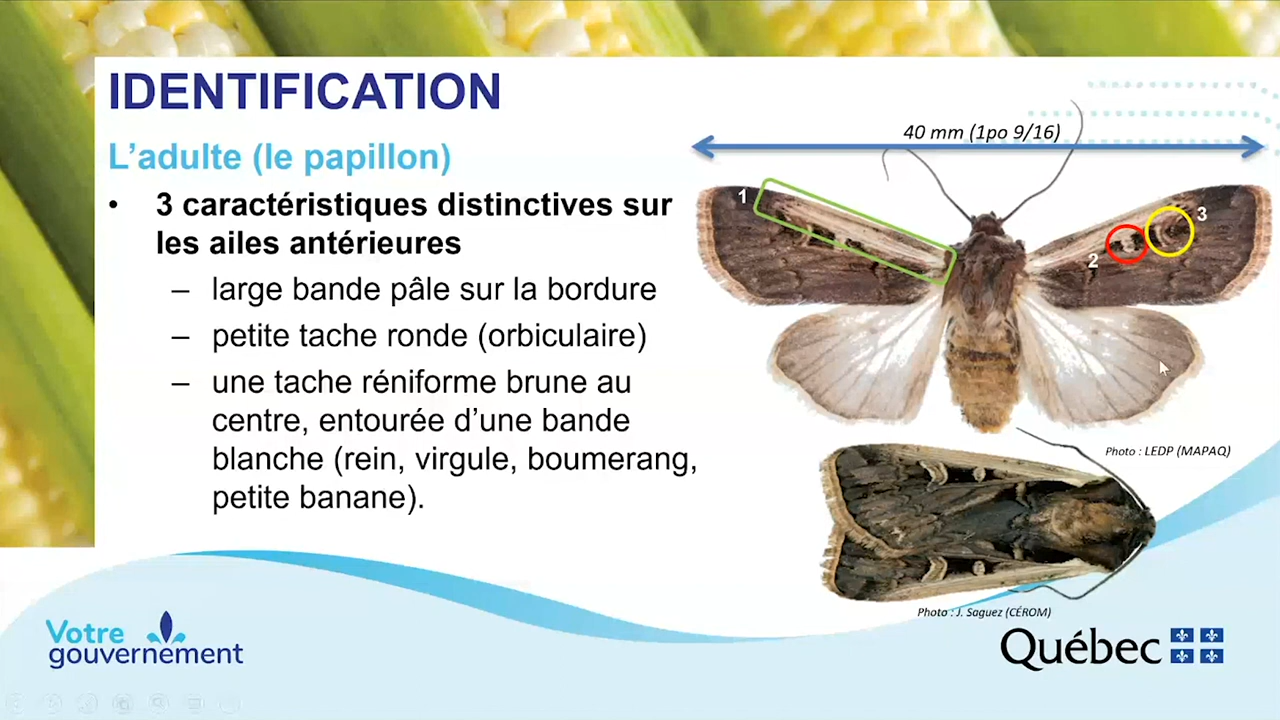 IDENTIFICATION
L'adulte (le papillon)
• 3 caractéristiques distinctives sur
les ailes antérieures
– large bande pâle sur la bordure
– petite tache ronde (orbiculaire)
– une tache réniforme brune au
centre, entourée d'une bande
blanche (rein, virgule, boumerang,
petite banane).
40 mm (1po 9/16)
1
2
3
Photo : LEDP (MAPAQ)
Photo : J. Saguez (CÉROM)
Votre
gouvernement
Québec